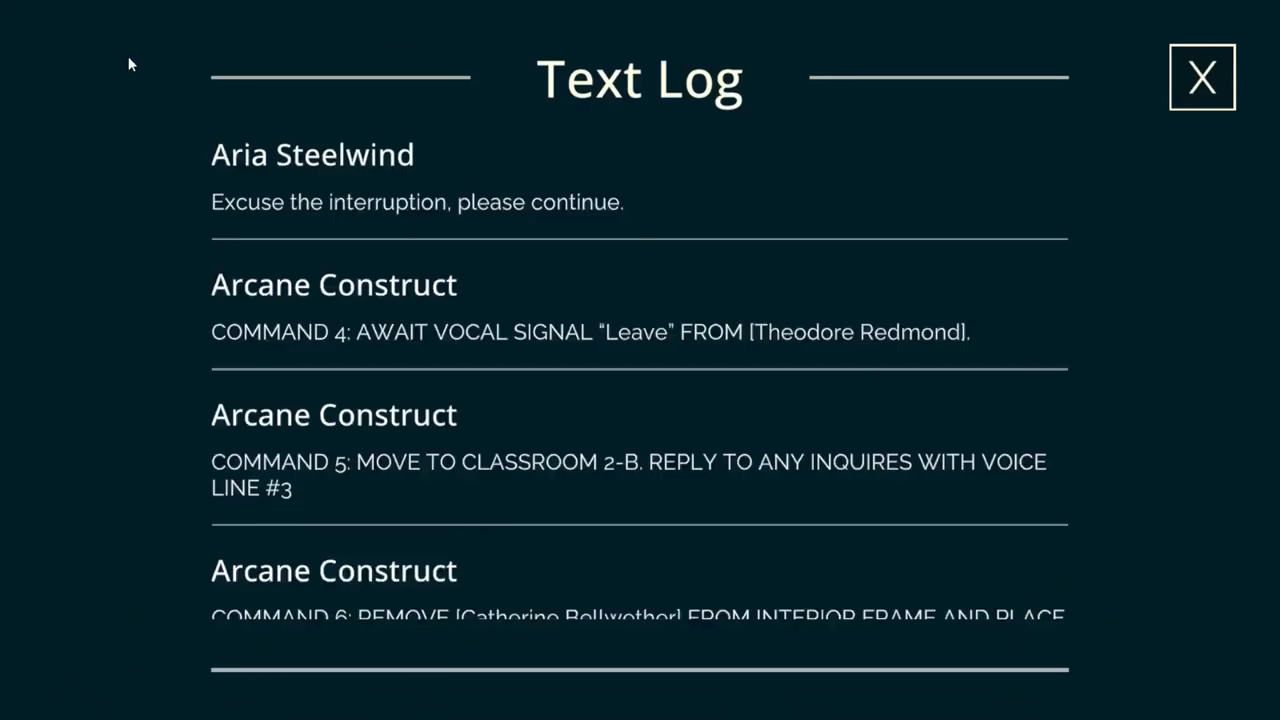 Text Log
X
Aria Steelwind
Excuse the interruption, please continue.
Arcane Construct
COMMAND 4: AWAIT VOCAL SIGNAL “Leave” FROM [Theodore Redmond].
Arcane Construct
COMMAND 5: MOVE TO CLASSROOM 2-B. REPLY TO ANY INQUIRES WITH VOICE
LINE #3
Arcane Construct
COMMAND 6: REMOVE [Catherine Bellwether] FROM INTERIOR FRAME AND PLACE